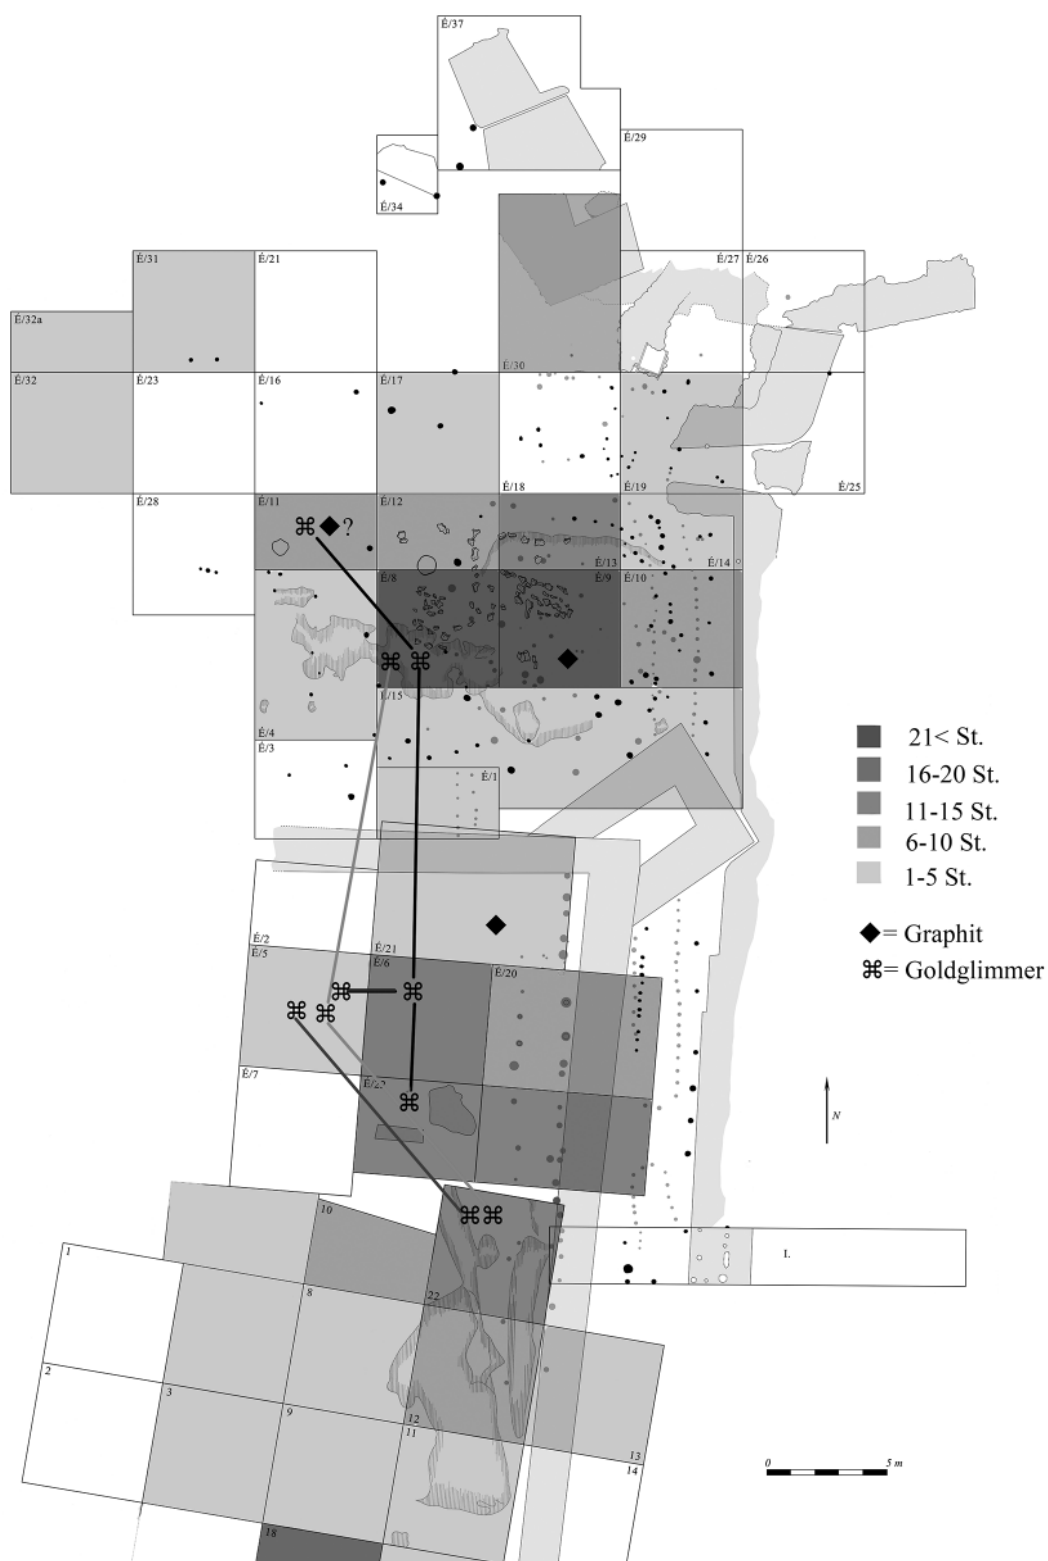 É/37
É/29
É/34
É/31
É/21
É/27
É/26
É/32a
É/30
É/32
É/23
É/16
É/17
É/18
É/19
É/25
É/28
É/11
?
É/12
É/13
É/14
É/8
É/9
É/10
É/15
É/4
É/3
É/1
21< St.
16-20 St.
11-15 St.
6-10 St.
1-5 St.
= Graphit
= Goldglimmer
É/2
É/21
É/5
É/6
É/20
É/7
É/22
N
10
1
I.
8
22
2
3
9
12
11
13
14
0
5 m
18